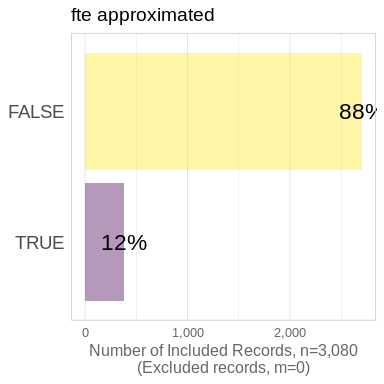 fte approximated
FALSE
88%
TRUE
12%
0
1,000
2,000
Number of Included Records, n=3,080
(Excluded records, m=0)